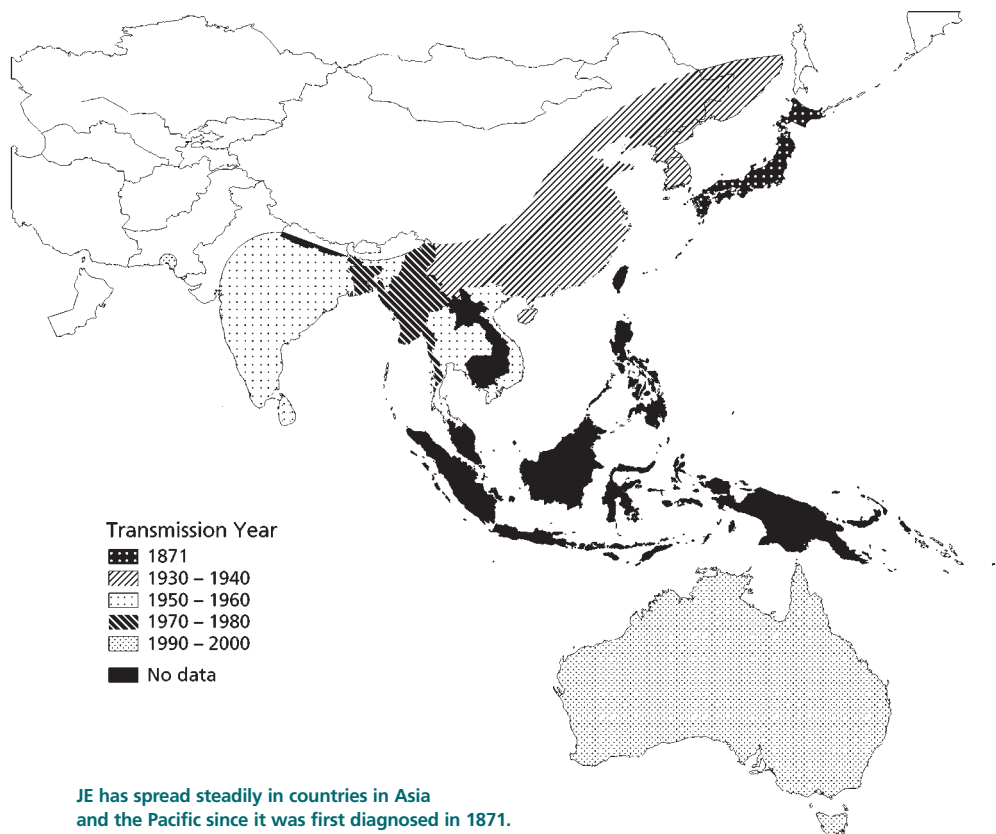 Transmission Year
1871
1930 – 1940
1950 – 1960
1970 – 1980
1990 – 2000
No data
JE has spread steadily in countries in Asia
and the Pacific since it was first diagnosed in 1871.